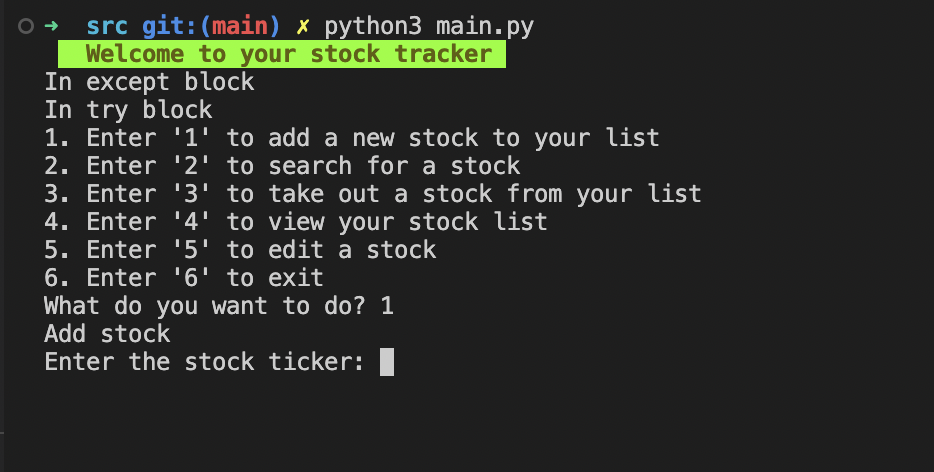 ➜ src git:(main) ✗ python3 main.py
Welcome to your stock tracker
In except block
In try block
1. Enter '1' to add a new stock to your list
2. Enter '2' to search for a stock
3. Enter '3' to take out a stock from your list
4. Enter '4' to view your stock list
5. Enter '5' to edit a stock
6. Enter '6' to exit
What do you want to do? 1
Add stock
Enter the stock ticker: